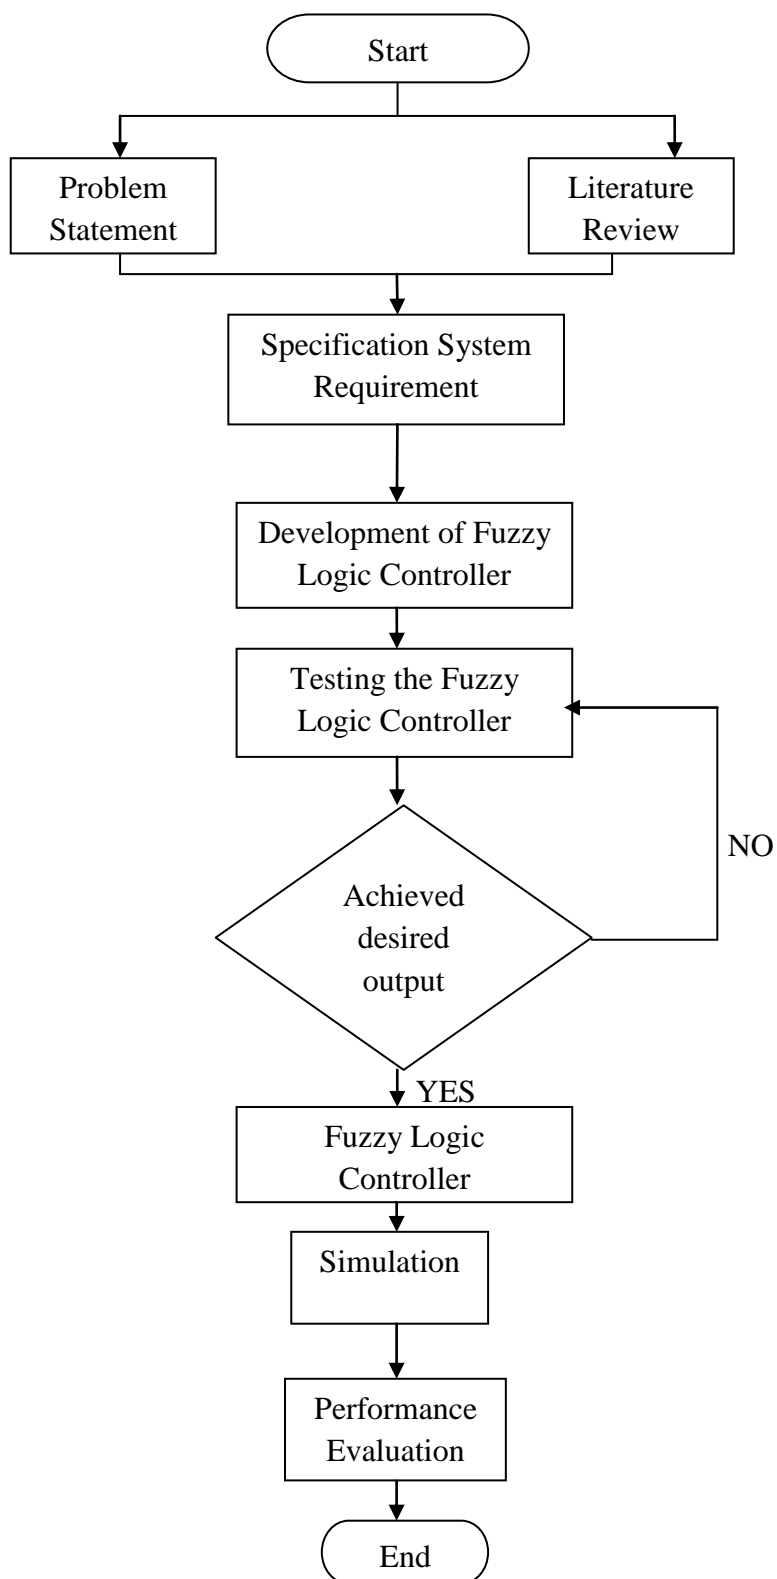 Start
Problem
Statement
Literature
Review
Specification System
Requirement
Development of Fuzzy
Logic Controller
Testing the Fuzzy
Logic Controller
NO
Achieved
desired
output
YES
Fuzzy Logic
Controller
Simulation
Performance
Evaluation
End